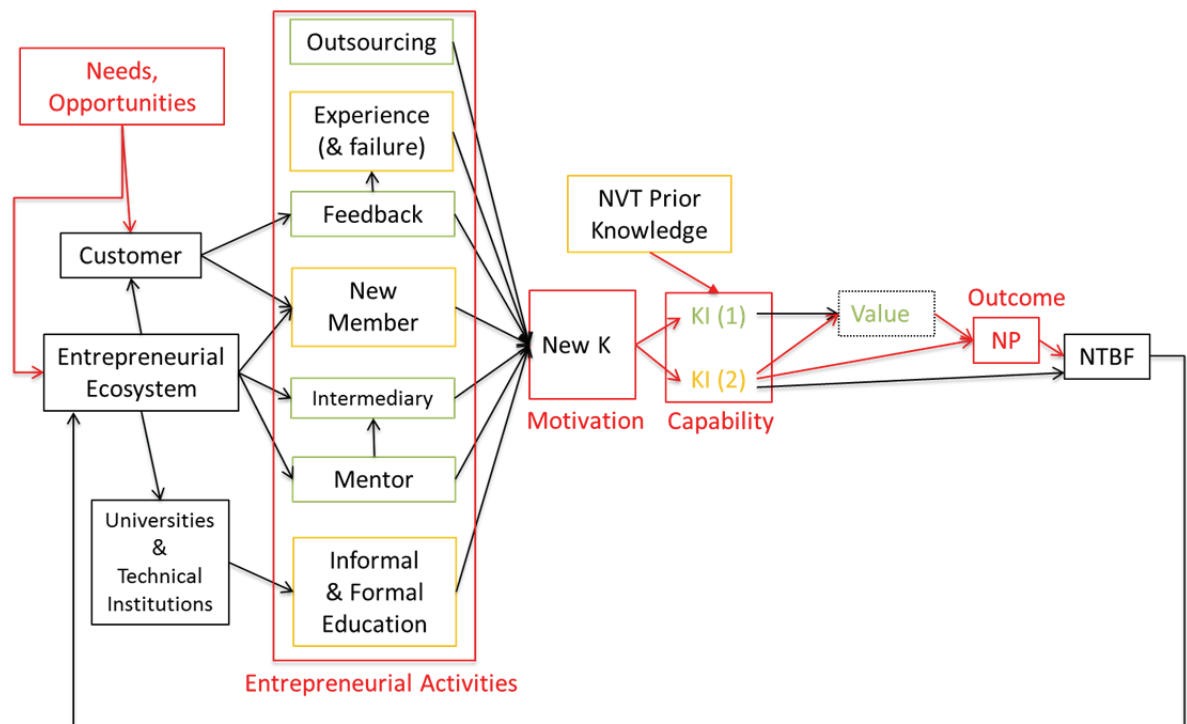 Needs,
Opportunities
Customer
Entrepreneurial
Ecosystem
Universities
&
Technical
Institutions
Outsourcing
Experience
(& failure)
Feedback
New
Member
Intermediary
Mentor
Informal
& Formal
Education
Entrepreneurial Activities
New K
Motivation
NVT Prior
Knowledge
KI (1)
KI (2)
Capability
Value
Outcome
NP
NTBF